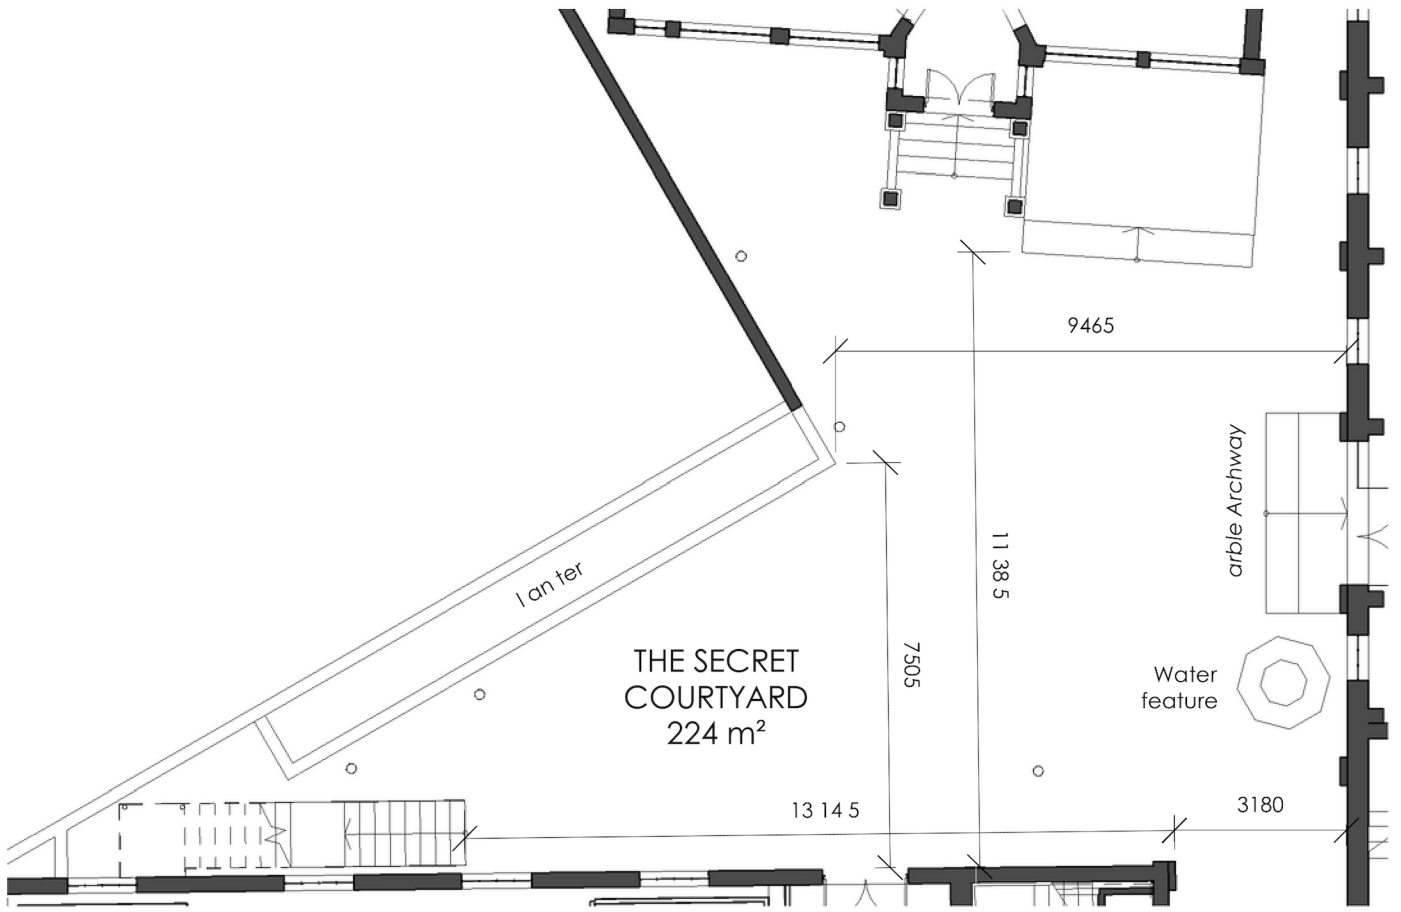 9465
arble Archway
11 38 5
l an ter
7505
THE SECRET
COURTYARD
224 m²
Water
feature
13 14 5
3180